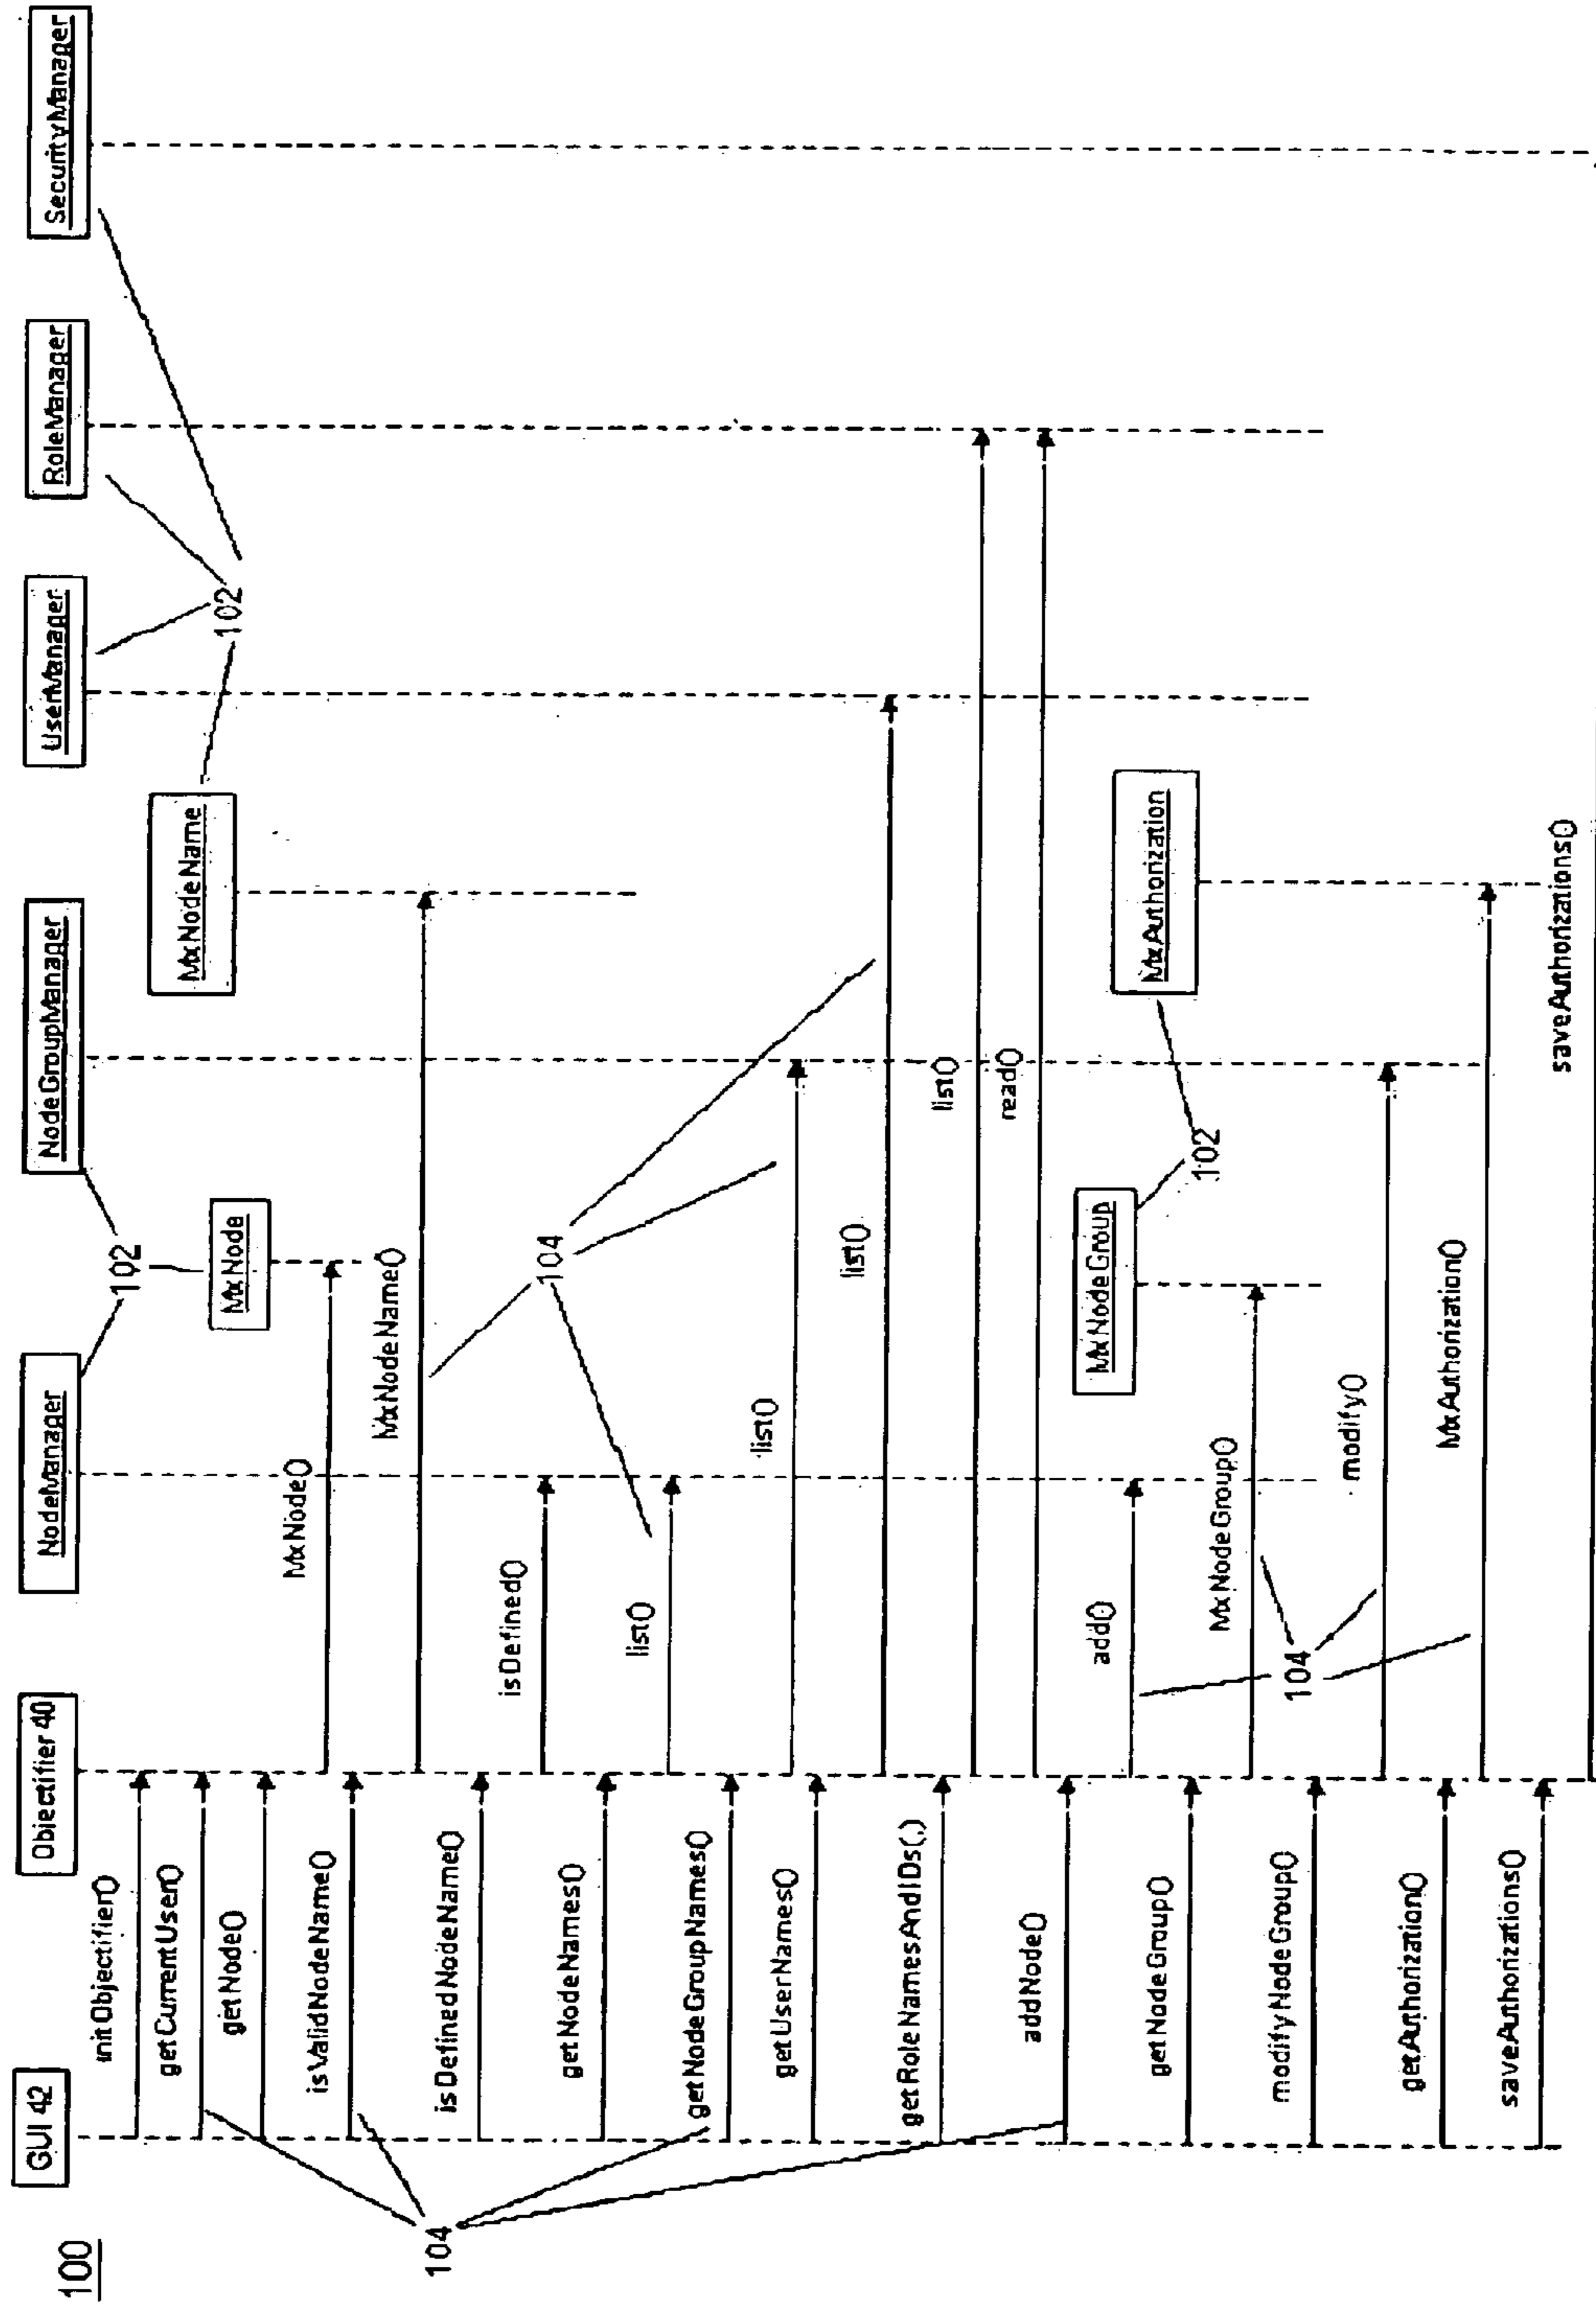 100
GUI 42
Objectifier 40
NodeManager
NodeGroupManager
UserManager
RoleManager
SecurityManager
102
102
MxNode
MxNodeName
initObjectifier()
getCurrentUser()
getNode()
MxNode()
isValidNodeName()
MxNodeName()
104
isDefinedNodeName()
isDefined()
104
getNodeNames()
list()
getNodeGroupNames()
list()
getUserNames()
list()
getRoleNamesAndIDs(,)
list()
read()
addNode()
add()
MxNodeGroup
MxAuthorization
102
getNodeGroup()
MxNodeGroup()
104
modifyNodeGroup()
modify()
getAuthorization()
MxAuthorization()
saveAuthorizations()
saveAuthorizations()